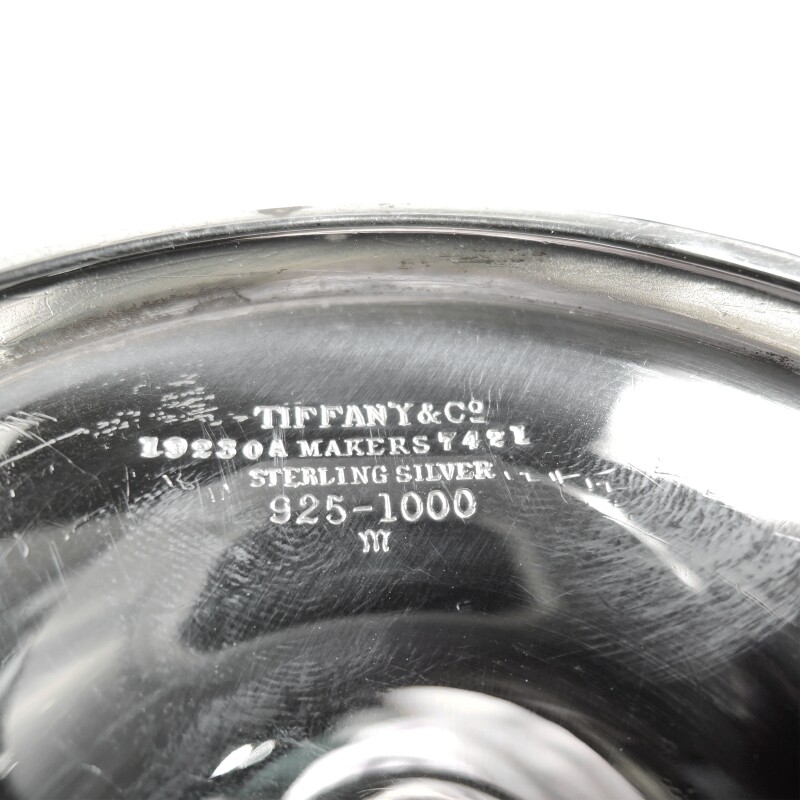 TIFFANY & Cº
19230A MAKERS 7421
STERLING SILVER
925-1000
M